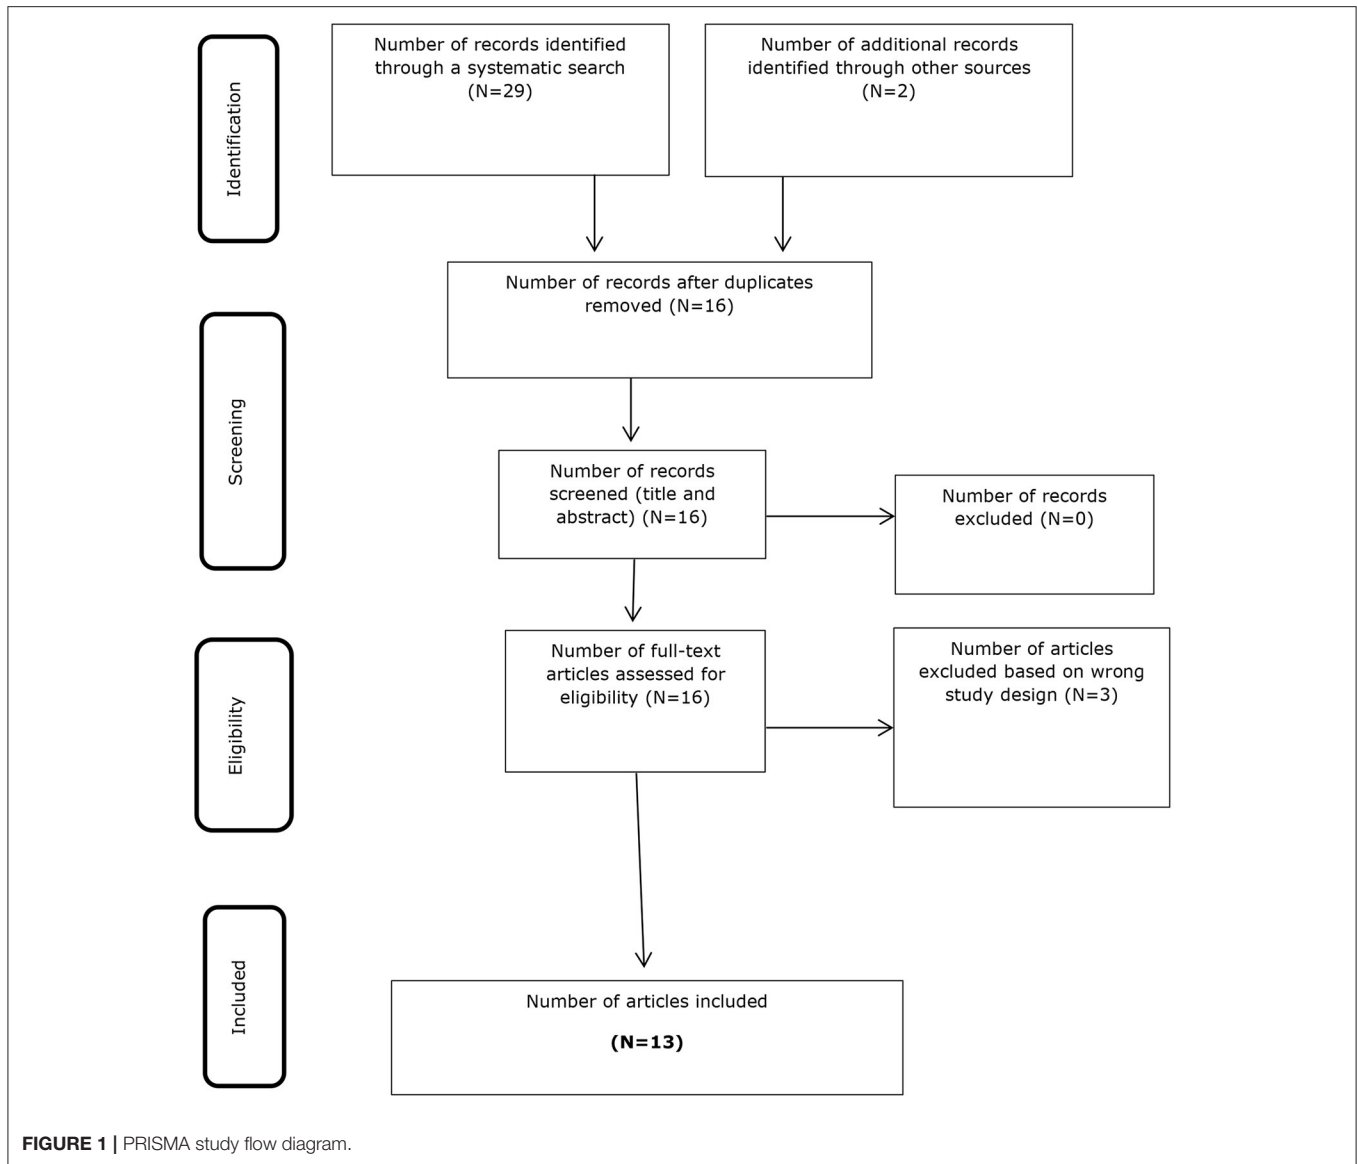 Identification
Number of records identified
through a systematic search
(N=29)
Number of additional records
identified through other sources
(N=2)
Number of records after duplicates
removed (N=16)
Screening
Number of records
screened (title and
abstract) (N=16)
Number of records
excluded (N=0)
Eligibility
Number of full-text
articles assessed for
eligibility (N=16)
Number of articles
excluded based on wrong
study design (N=3)
Included
Number of articles included
(N=13)
FIGURE 1 | PRISMA study flow diagram.